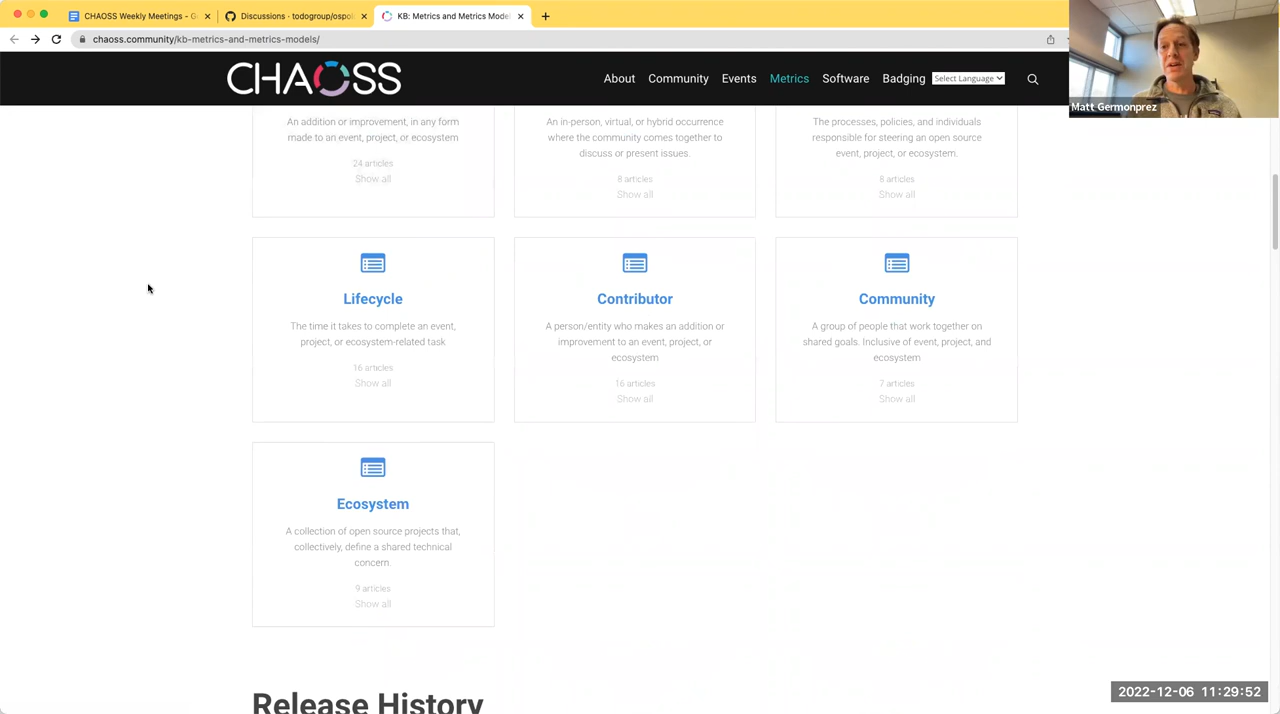 CHAOSS Weekly Meetings - G
Discussions · todogroup/ospol
KB: Metrics and Metrics Model
chaoss.community/kb-metrics-and-metrics-models/
CHAOSS
About
Community
Events
Metrics
Software
Badging
Select Language
Matt Germonprez
An addition or improvement, in any form
made to an event, project, or ecosystem
24 articles
Show all
An in-person, virtual, or hybrid occurrence
where the community comes together to
discuss or present issues.
8 articles
Show all
The processes, policies, and individuals
responsible for steering an open source
event, project, or ecosystem.
8 articles
Show all
Lifecycle
The time it takes to complete an event,
project, or ecosystem-related task
16 articles
Show all
Contributor
A person/entity who makes an addition or
improvement to an event, project, or
ecosystem
16 articles
Show all
Community
A group of people that work together on
shared goals. Inclusive of event, project, and
ecosystem
7 articles
Show all
Ecosystem
A collection of open source projects that,
collectively, define a shared technical
concern.
9 articles
Show all
Release History
2022-12-06 11:29:52